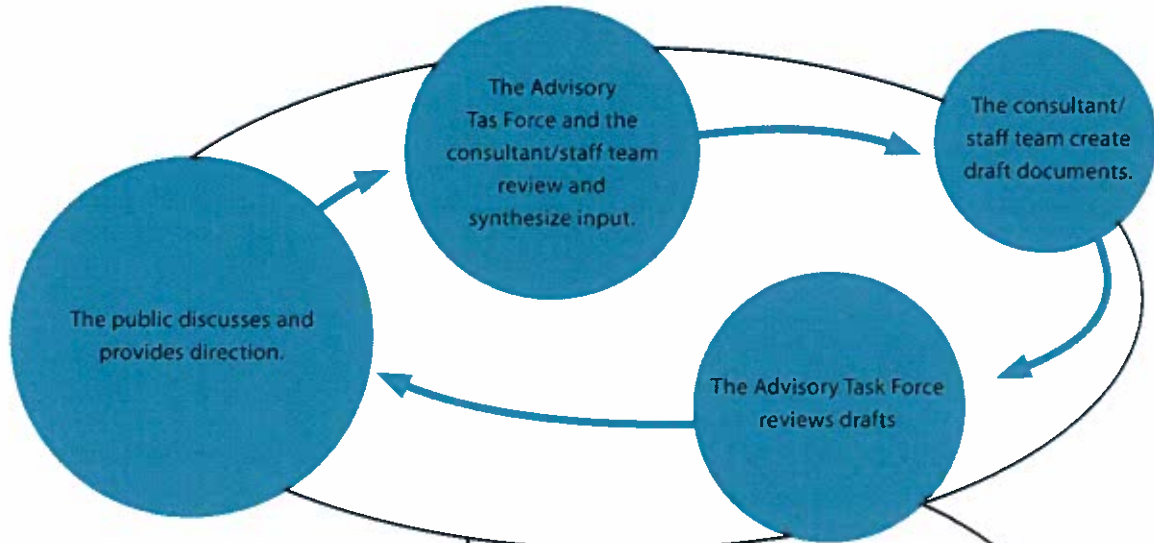 The Advisory
Tas Force and the
consultant/staff team
review and
synthesize input.
The consultant/
staff team create
draft documents.
The public discusses and
provides direction.
The Advisory Task Force
reviews drafts